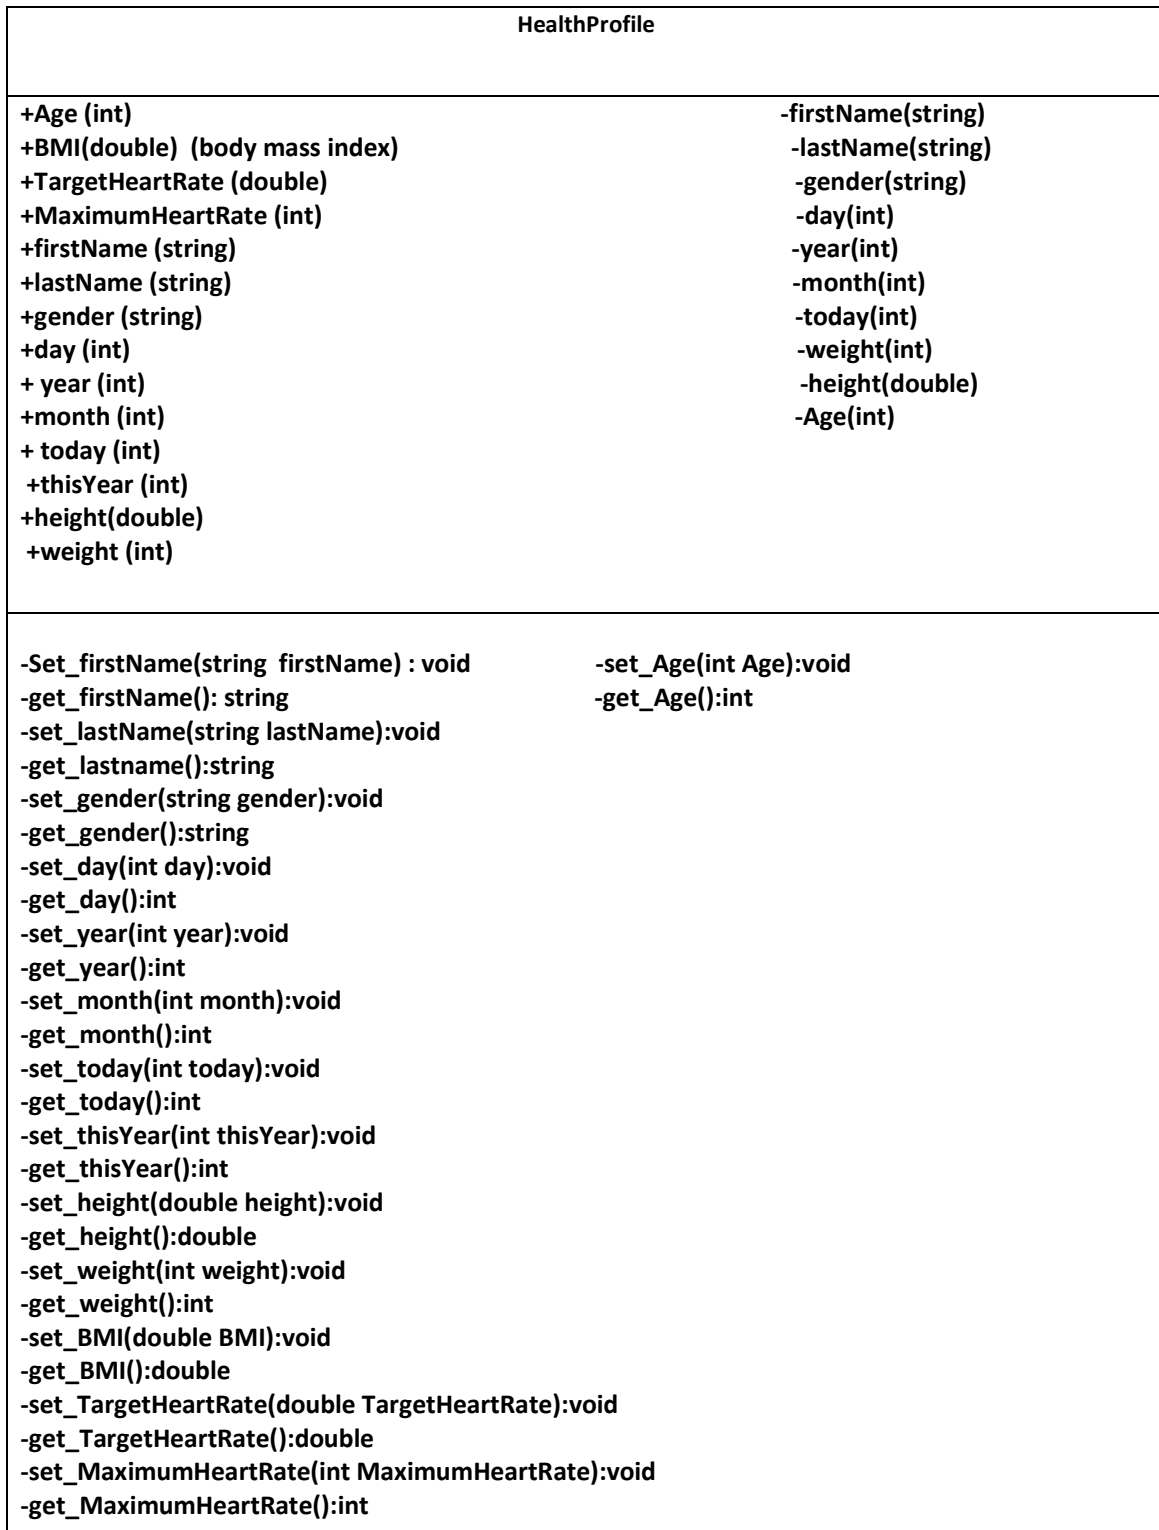 HealthProfile
+Age (int) -firstName(string)
+BMI(double) (body mass index) -lastName(string)
+TargetHeartRate (double) -gender(string)
+MaximumHeartRate (int) -day(int)
+firstName (string) -year(int)
+lastName (string) -month(int)
+gender (string) -today(int)
+day (int) -weight(int)
+ year (int) -height(double)
+month (int) -Age(int)
+ today (int)
+thisYear (int)
+height(double)
+weight (int)
-Set_firstName(string firstName) : void -set_Age(int Age):void
-get_firstName(): string -get_Age():int
-set_lastName(string lastName):void
-get_lastname():string
-set_gender(string gender):void
-get_gender():string
-set_day(int day):void
-get_day():int
-set_year(int year):void
-get_year():int
-set_month(int month):void
-get_month():int
-set_today(int today):void
-get_today():int
-set_thisYear(int thisYear):void
-get_thisYear():int
-set_height(double height):void
-get_height():double
-set_weight(int weight):void
-get_weight():int
-set_BMI(double BMI):void
-get_BMI():double
-set_TargetHeartRate(double TargetHeartRate):void
-get_TargetHeartRate():double
-set_MaximumHeartRate(int MaximumHeartRate):void
-get_MaximumHeartRate():int